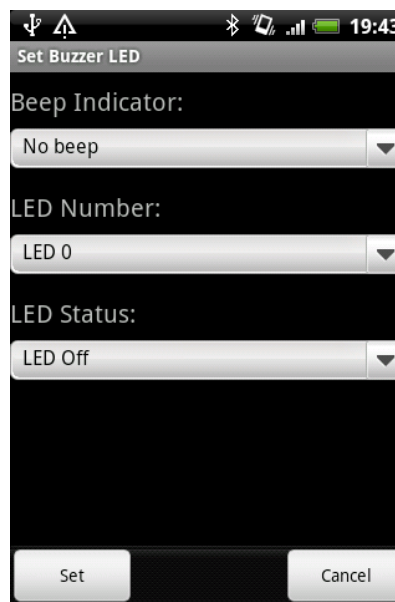 19:43
Set Buzzer LED
Beep Indicator:
No beep
LED Number:
LED 0
LED Status:
LED Off
Set
Cancel